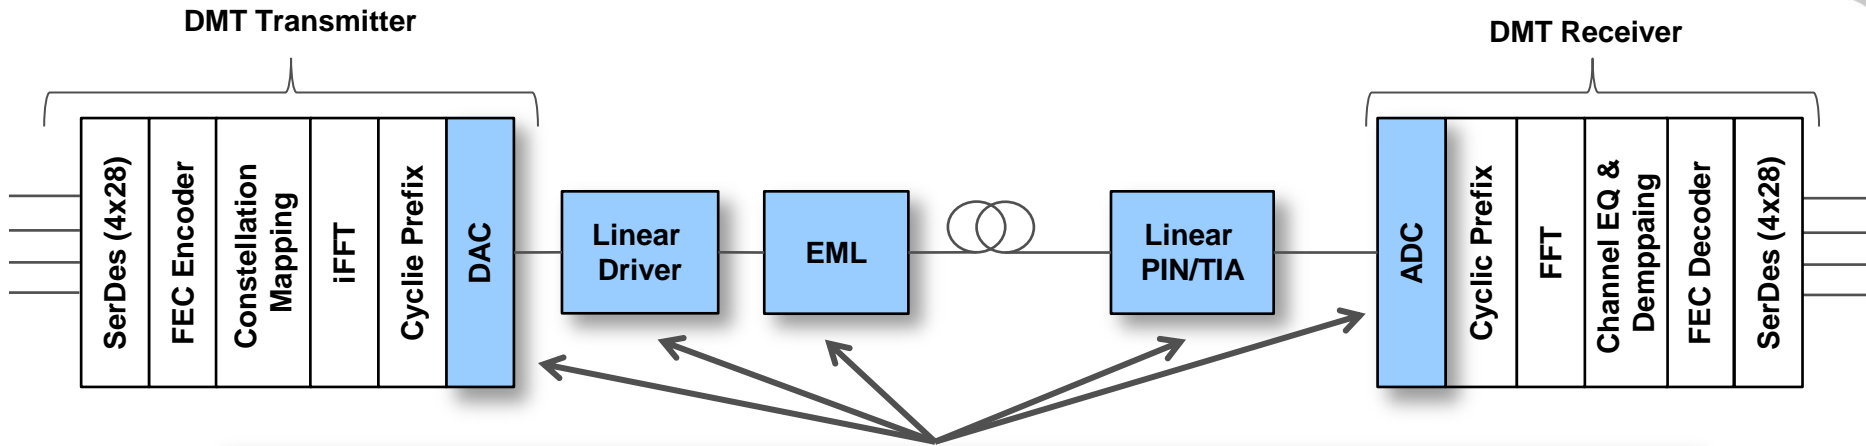 DMT Transmitter
DMT Receiver
SerDes (4x28)
FEC Encoder
Constellation
Mapping
iFFT
Cyclie Prefix
DAC
Linear
Driver
EML
Linear
PIN/TIA
ADC
Cyclic Prefix
FFT
Channel EQ &
Demppaing
FEC Decoder
SerDes (4x28)